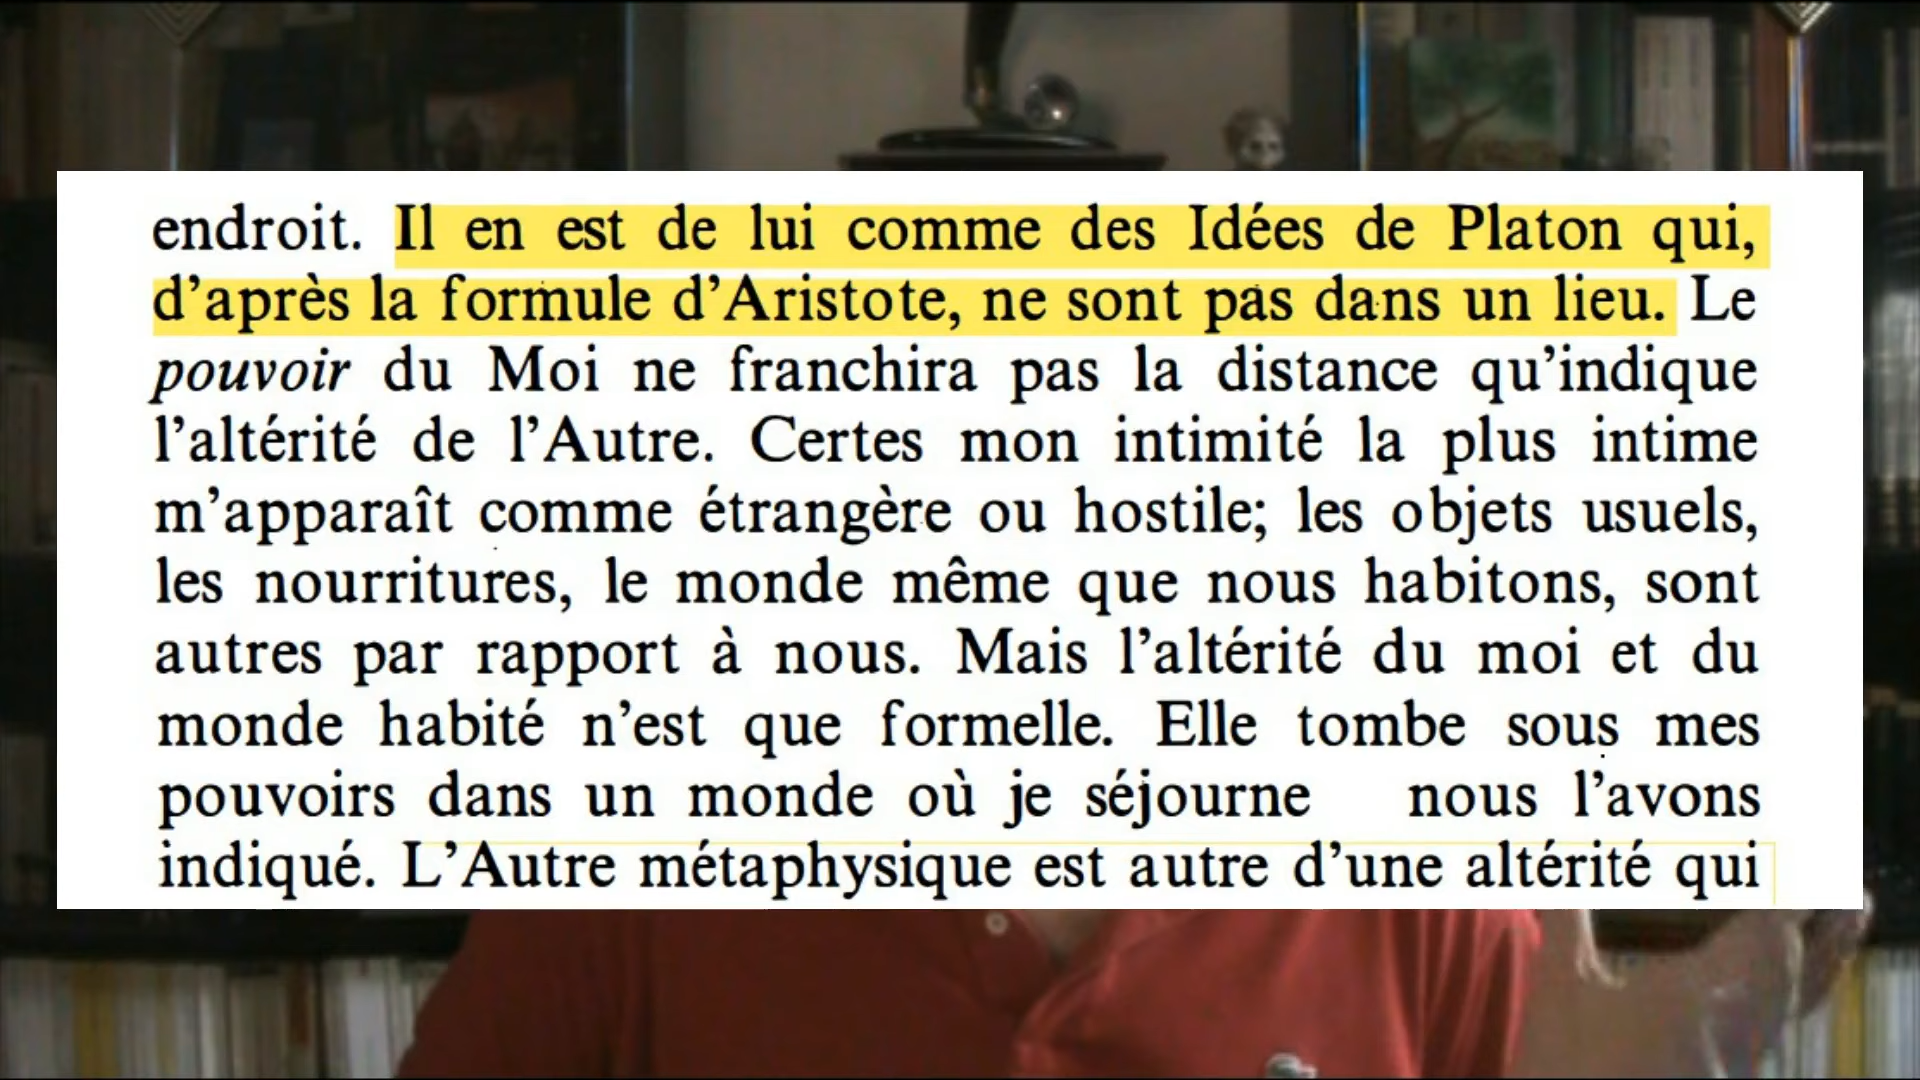 endroit. Il en est de lui comme des Idées de Platon qui,
d'après la formule d'Aristote, ne sont pas dans un lieu. Le
pouvoir du Moi ne franchira pas la distance qu'indique
l'altérité de l'Autre. Certes mon intimité la plus intime
m'apparaît comme étrangère ou hostile; les objets usuels,
les nourritures, le monde même que nous habitons, sont
autres par rapport à nous. Mais l'altérité du moi et du
monde habité n'est que formelle. Elle tombe sous mes
pouvoirs dans un monde où je séjourne nous l'avons
indiqué. L'Autre métaphysique est autre d'une altérité qui